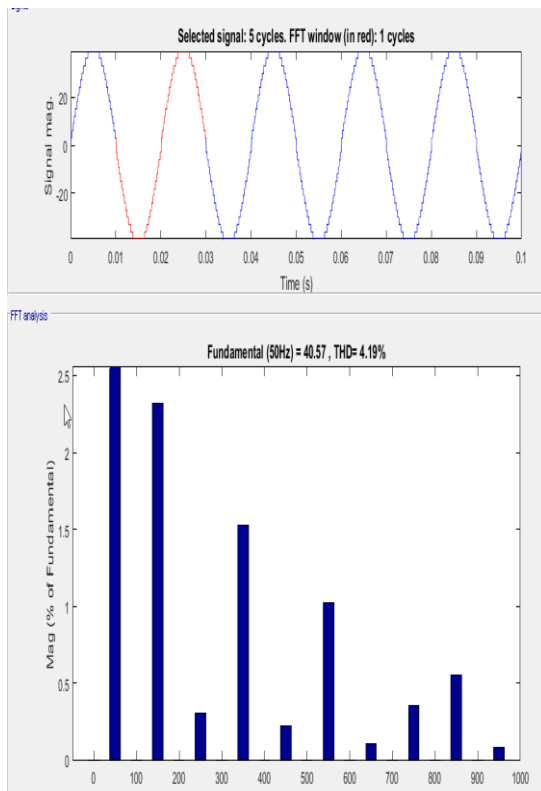 Selected signal: 5 cycles. FFT window (in red): 1 cycles
Signal mag.
20
0
-20
0 0.01 0.02 0.03 0.04 0.05 0.06 0.07 0.08 0.09 0.1
Time (s)
FFT analysis
Fundamental (50Hz) = 40.57 , THD= 4.19%
Mag (% of Fundamental)
2.5
2
1.5
1
0.5
0
0 100 200 300 400 500 600 700 800 900 1000